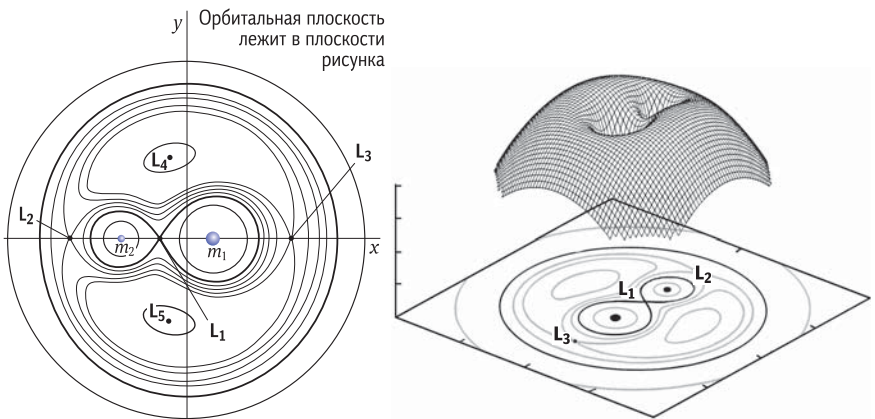 y
Орбитальная плоскость
лежит в плоскости
рисунка
L4
L3
L2
m2
m1
x
L5
L1
L2
L1
L3